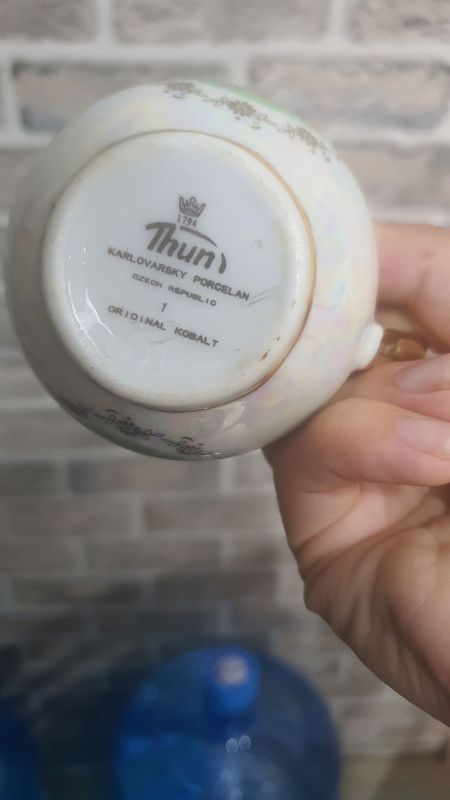 1794
Thun
KARLOVARSKY PORCELAN
CZECH REPUBLIC
1
ORIGINAL KOBALT